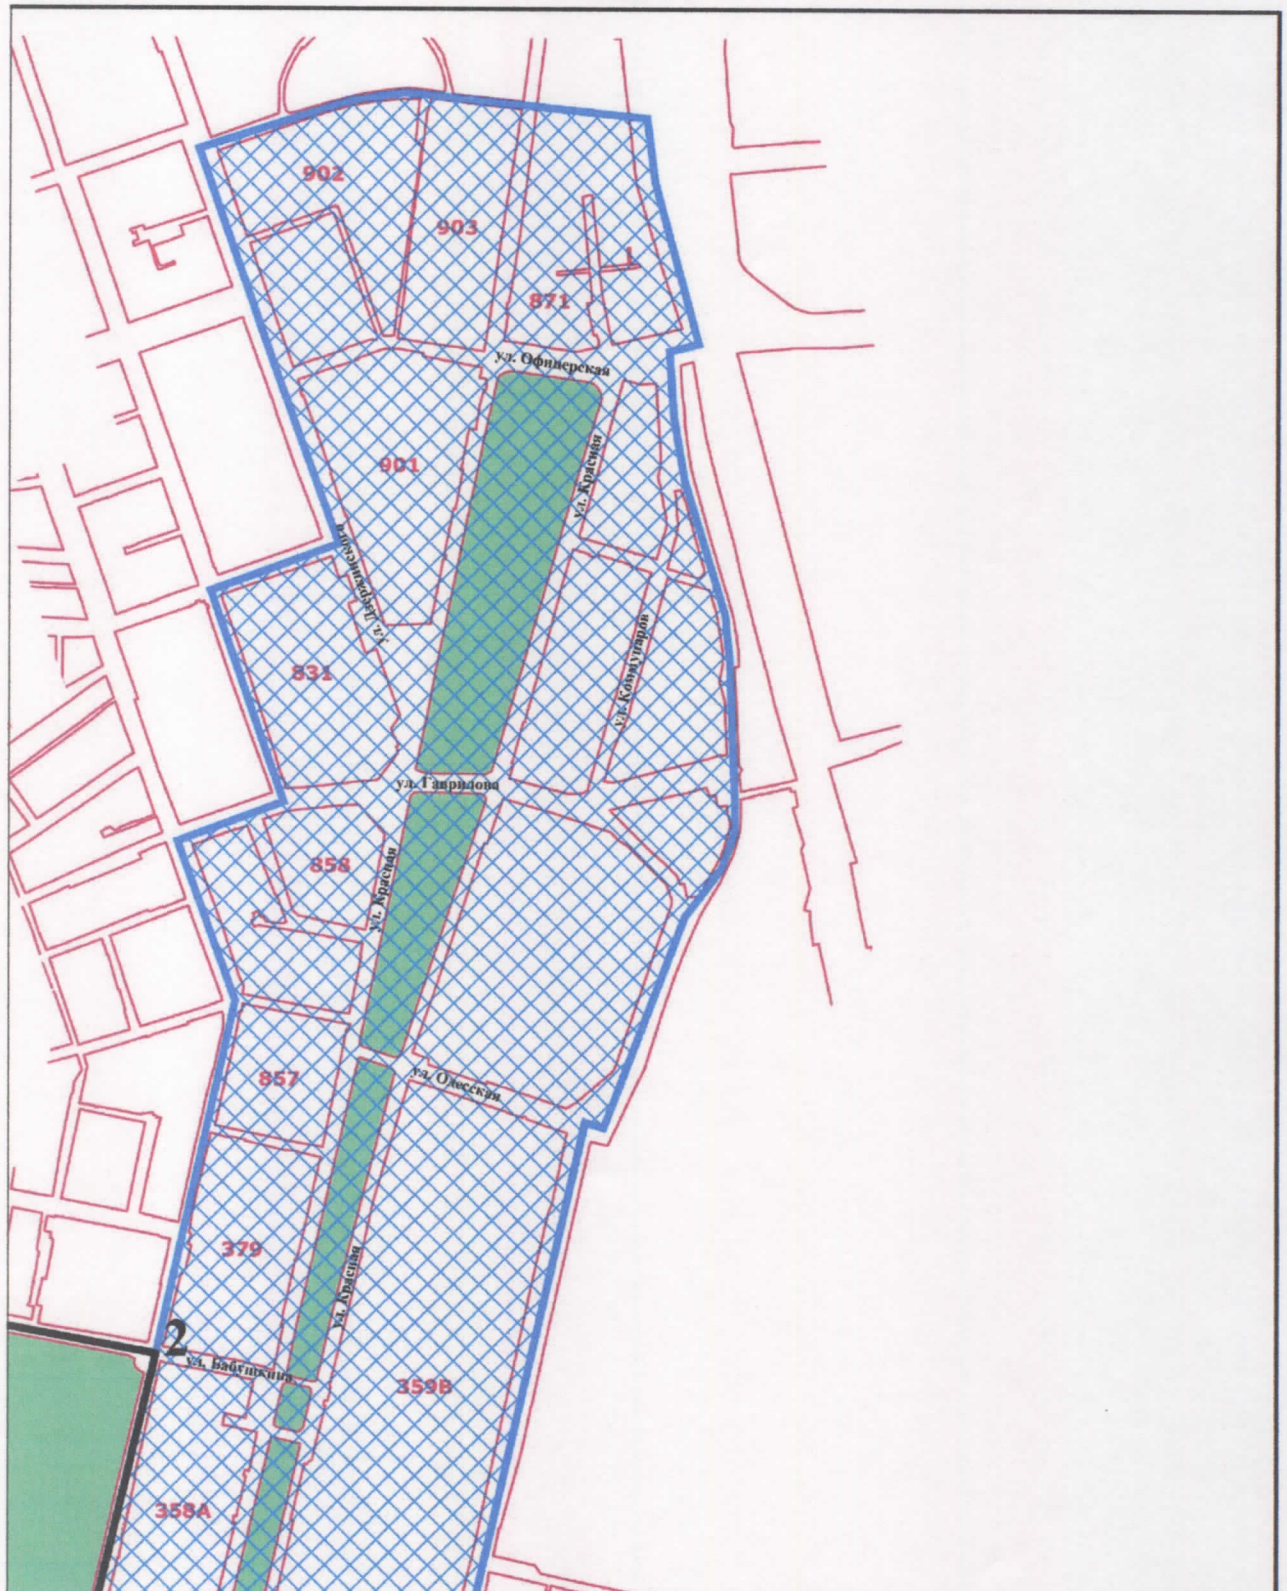 902
903
871
ул. Офицерская
901
ул. Красная
ул. Дзержинского
831
ул. Коммунаров
ул. Гаврилова
858
ул. Красная
857
ул. Одесская
379
ул. Красная
2
ул. Бабушкина
359В
358А